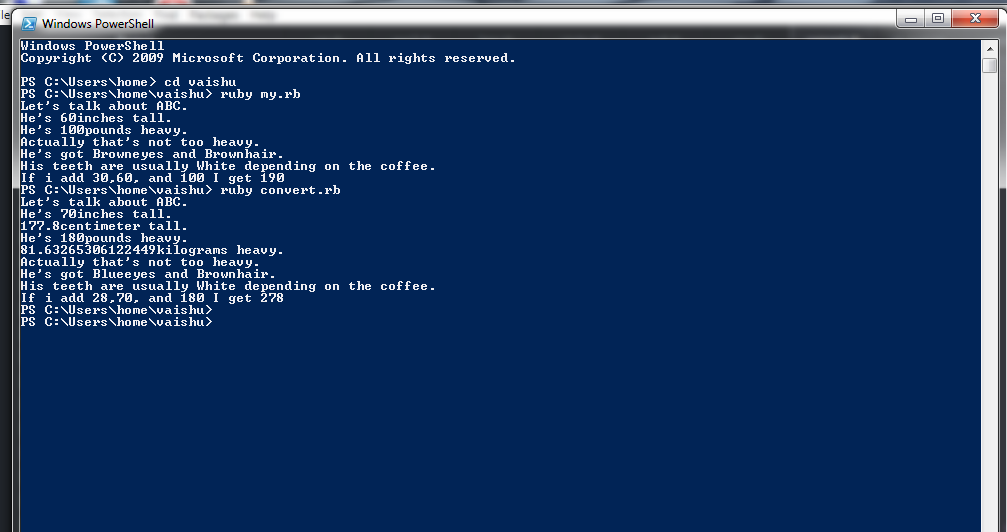 Windows PowerShell
Windows PowerShell
Copyright (C) 2009 Microsoft Corporation. All rights reserved.
PS C:\Users\home> cd vaishu
PS C:\Users\home\vaishu> ruby my.rb
Let's talk about ABC.
He's 60inches tall.
He's 100pounds heavy.
Actually that's not too heavy.
He's got Browneyes and Brownhair.
His teeth are usually White depending on the coffee.
If i add 30,60, and 100 I get 190
PS C:\Users\home\vaishu> ruby convert.rb
Let's talk about ABC.
He's 70inches tall.
177.8centimeter tall.
He's 180pounds heavy.
81.63265306122449kilograms heavy.
Actually that's not too heavy.
He's got Blueeyes and Brownhair.
His teeth are usually White depending on the coffee.
If i add 28,70, and 180 I get 278
PS C:\Users\home\vaishu>
PS C:\Users\home\vaishu>